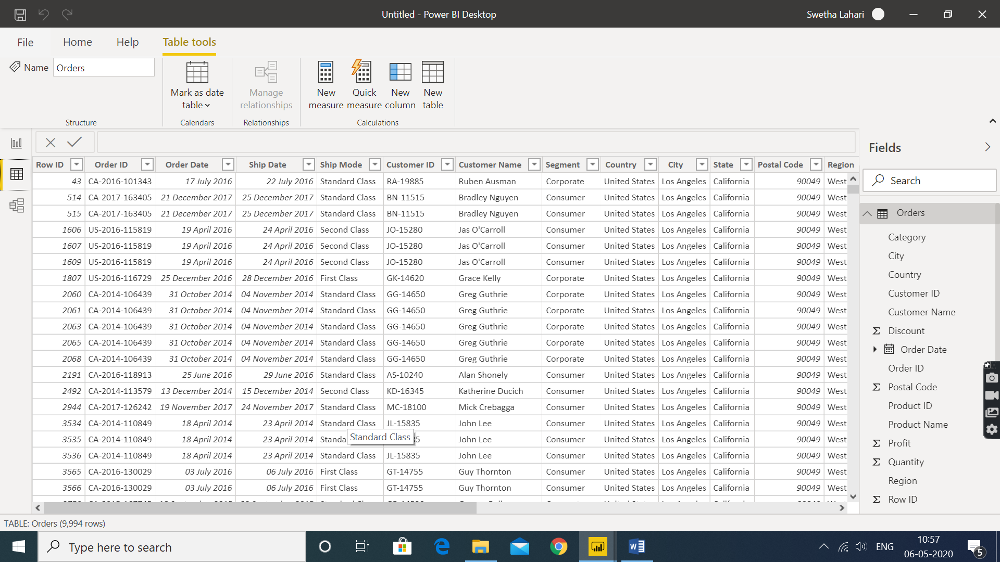 Untitled - Power BI Desktop
Swetha Lahari
File Home Help Table tools
Name Orders
Mark as date table
Manage relationships
New measure
Quick measure
New column
New table
Structure Calendars Relationships Calculations
Fields
Search
Row ID Order ID Order Date Ship Date Ship Mode Customer ID Customer Name Segment Country City State Postal Code Region
43 CA-2016-101343 17 July 2016 22 July 2016 Standard Class RA-19885 Ruben Ausman Corporate United States Los Angeles California 90049 West
514 CA-2017-163405 21 December 2017 25 December 2017 Standard Class BN-11515 Bradley Nguyen Consumer United States Los Angeles California 90049 West
515 CA-2017-163405 21 December 2017 25 December 2017 Standard Class BN-11515 Bradley Nguyen Consumer United States Los Angeles California 90049 West
1606 US-2016-115819 19 April 2016 24 April 2016 Second Class JO-15280 Jas O'Carroll Consumer United States Los Angeles California 90049 West
1607 US-2016-115819 19 April 2016 24 April 2016 Second Class JO-15280 Jas O'Carroll Consumer United States Los Angeles California 90049 West
1609 US-2016-115819 19 April 2016 24 April 2016 Second Class JO-15280 Jas O'Carroll Consumer United States Los Angeles California 90049 West
1807 US-2016-116729 25 December 2016 28 December 2016 First Class GK-14620 Grace Kelly Corporate United States Los Angeles California 90049 West
2060 CA-2014-106439 31 October 2014 04 November 2014 Standard Class GG-14650 Greg Guthrie Corporate United States Los Angeles California 90049 West
2061 CA-2014-106439 31 October 2014 04 November 2014 Standard Class GG-14650 Greg Guthrie Corporate United States Los Angeles California 90049 West
2063 CA-2014-106439 31 October 2014 04 November 2014 Standard Class GG-14650 Greg Guthrie Corporate United States Los Angeles California 90049 West
2065 CA-2014-106439 31 October 2014 04 November 2014 Standard Class GG-14650 Greg Guthrie Corporate United States Los Angeles California 90049 West
2068 CA-2014-106439 31 October 2014 04 November 2014 Standard Class GG-14650 Greg Guthrie Corporate United States Los Angeles California 90049 West
2191 CA-2016-118913 25 June 2016 29 June 2016 Standard Class AS-10240 Alan Shonely Consumer United States Los Angeles California 90049 West
2492 CA-2014-113579 13 December 2014 15 December 2014 Second Class KD-16345 Katherine Ducich Consumer United States Los Angeles California 90049 West
2944 CA-2017-126242 19 November 2017 24 November 2017 Standard Class MC-18100 Mick Crebagga Consumer United States Los Angeles California 90049 West
3534 CA-2014-110849 18 April 2014 23 April 2014 Standard Class JL-15835 John Lee Consumer United States Los Angeles California 90049 West
3535 CA-2014-110849 18 April 2014 23 April 2014 Standa 35 John Lee Consumer United States Los Angeles California 90049 West
Standard Class
3536 CA-2014-110849 18 April 2014 23 April 2014 Standard Class JL-15835 John Lee Consumer United States Los Angeles California 90049 West
3565 CA-2016-130029 03 July 2016 06 July 2016 First Class GT-14755 Guy Thornton Consumer United States Los Angeles California 90049 West
3566 CA-2016-130029 03 July 2016 06 July 2016 First Class GT-14755 Guy Thornton Consumer United States Los Angeles California 90049 West
Orders
Category
City
Country
Customer ID
Customer Name
Σ Discount
Order Date
Order ID
Σ Postal Code
Product ID
Product Name
Σ Profit
Σ Quantity
Region
Σ Row ID
TABLE: Orders (9,994 rows)
Type here to search
ENG
10:57
06-05-2020
5